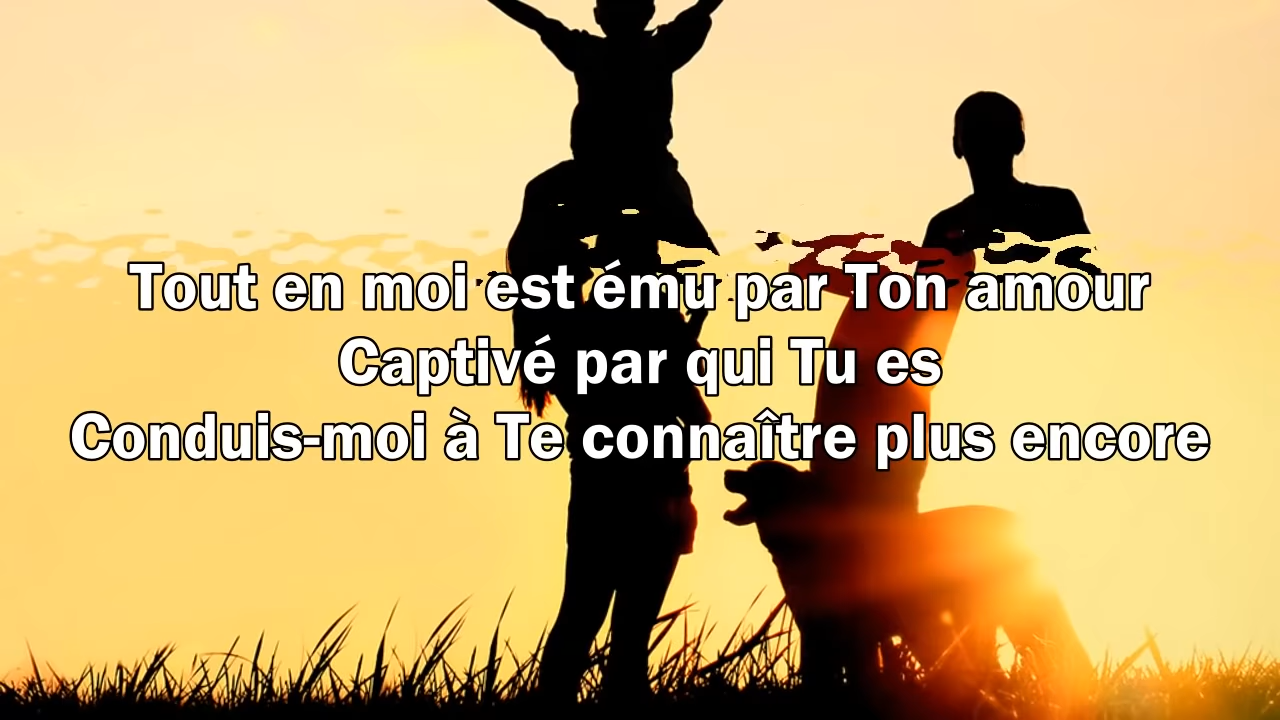 Tout en moi est ému par Ton amour
Captivé par qui Tu es
Conduis-moi à Te connaître plus encore